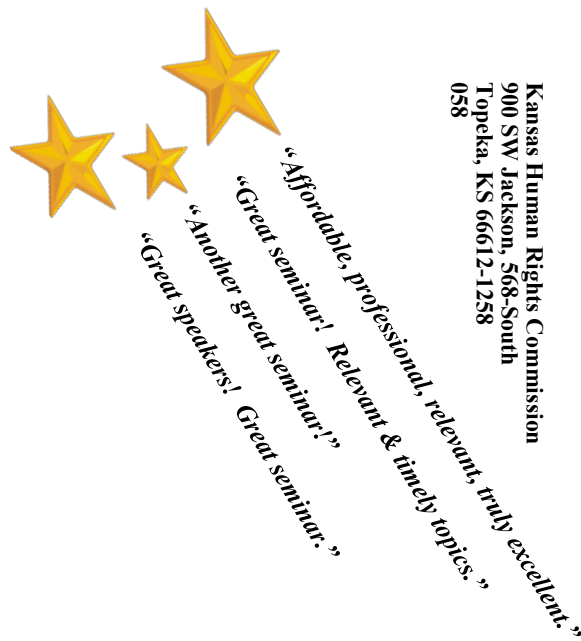 Kansas Human Rights Commission
900 SW Jackson, 568-South
Topeka, KS 66612-1258
058
“Affordable, professional, relevant, truly excellent.”
“Great seminar!  Relevant & timely topics.”
“Another great seminar!”
“Great speakers!  Great seminar.”